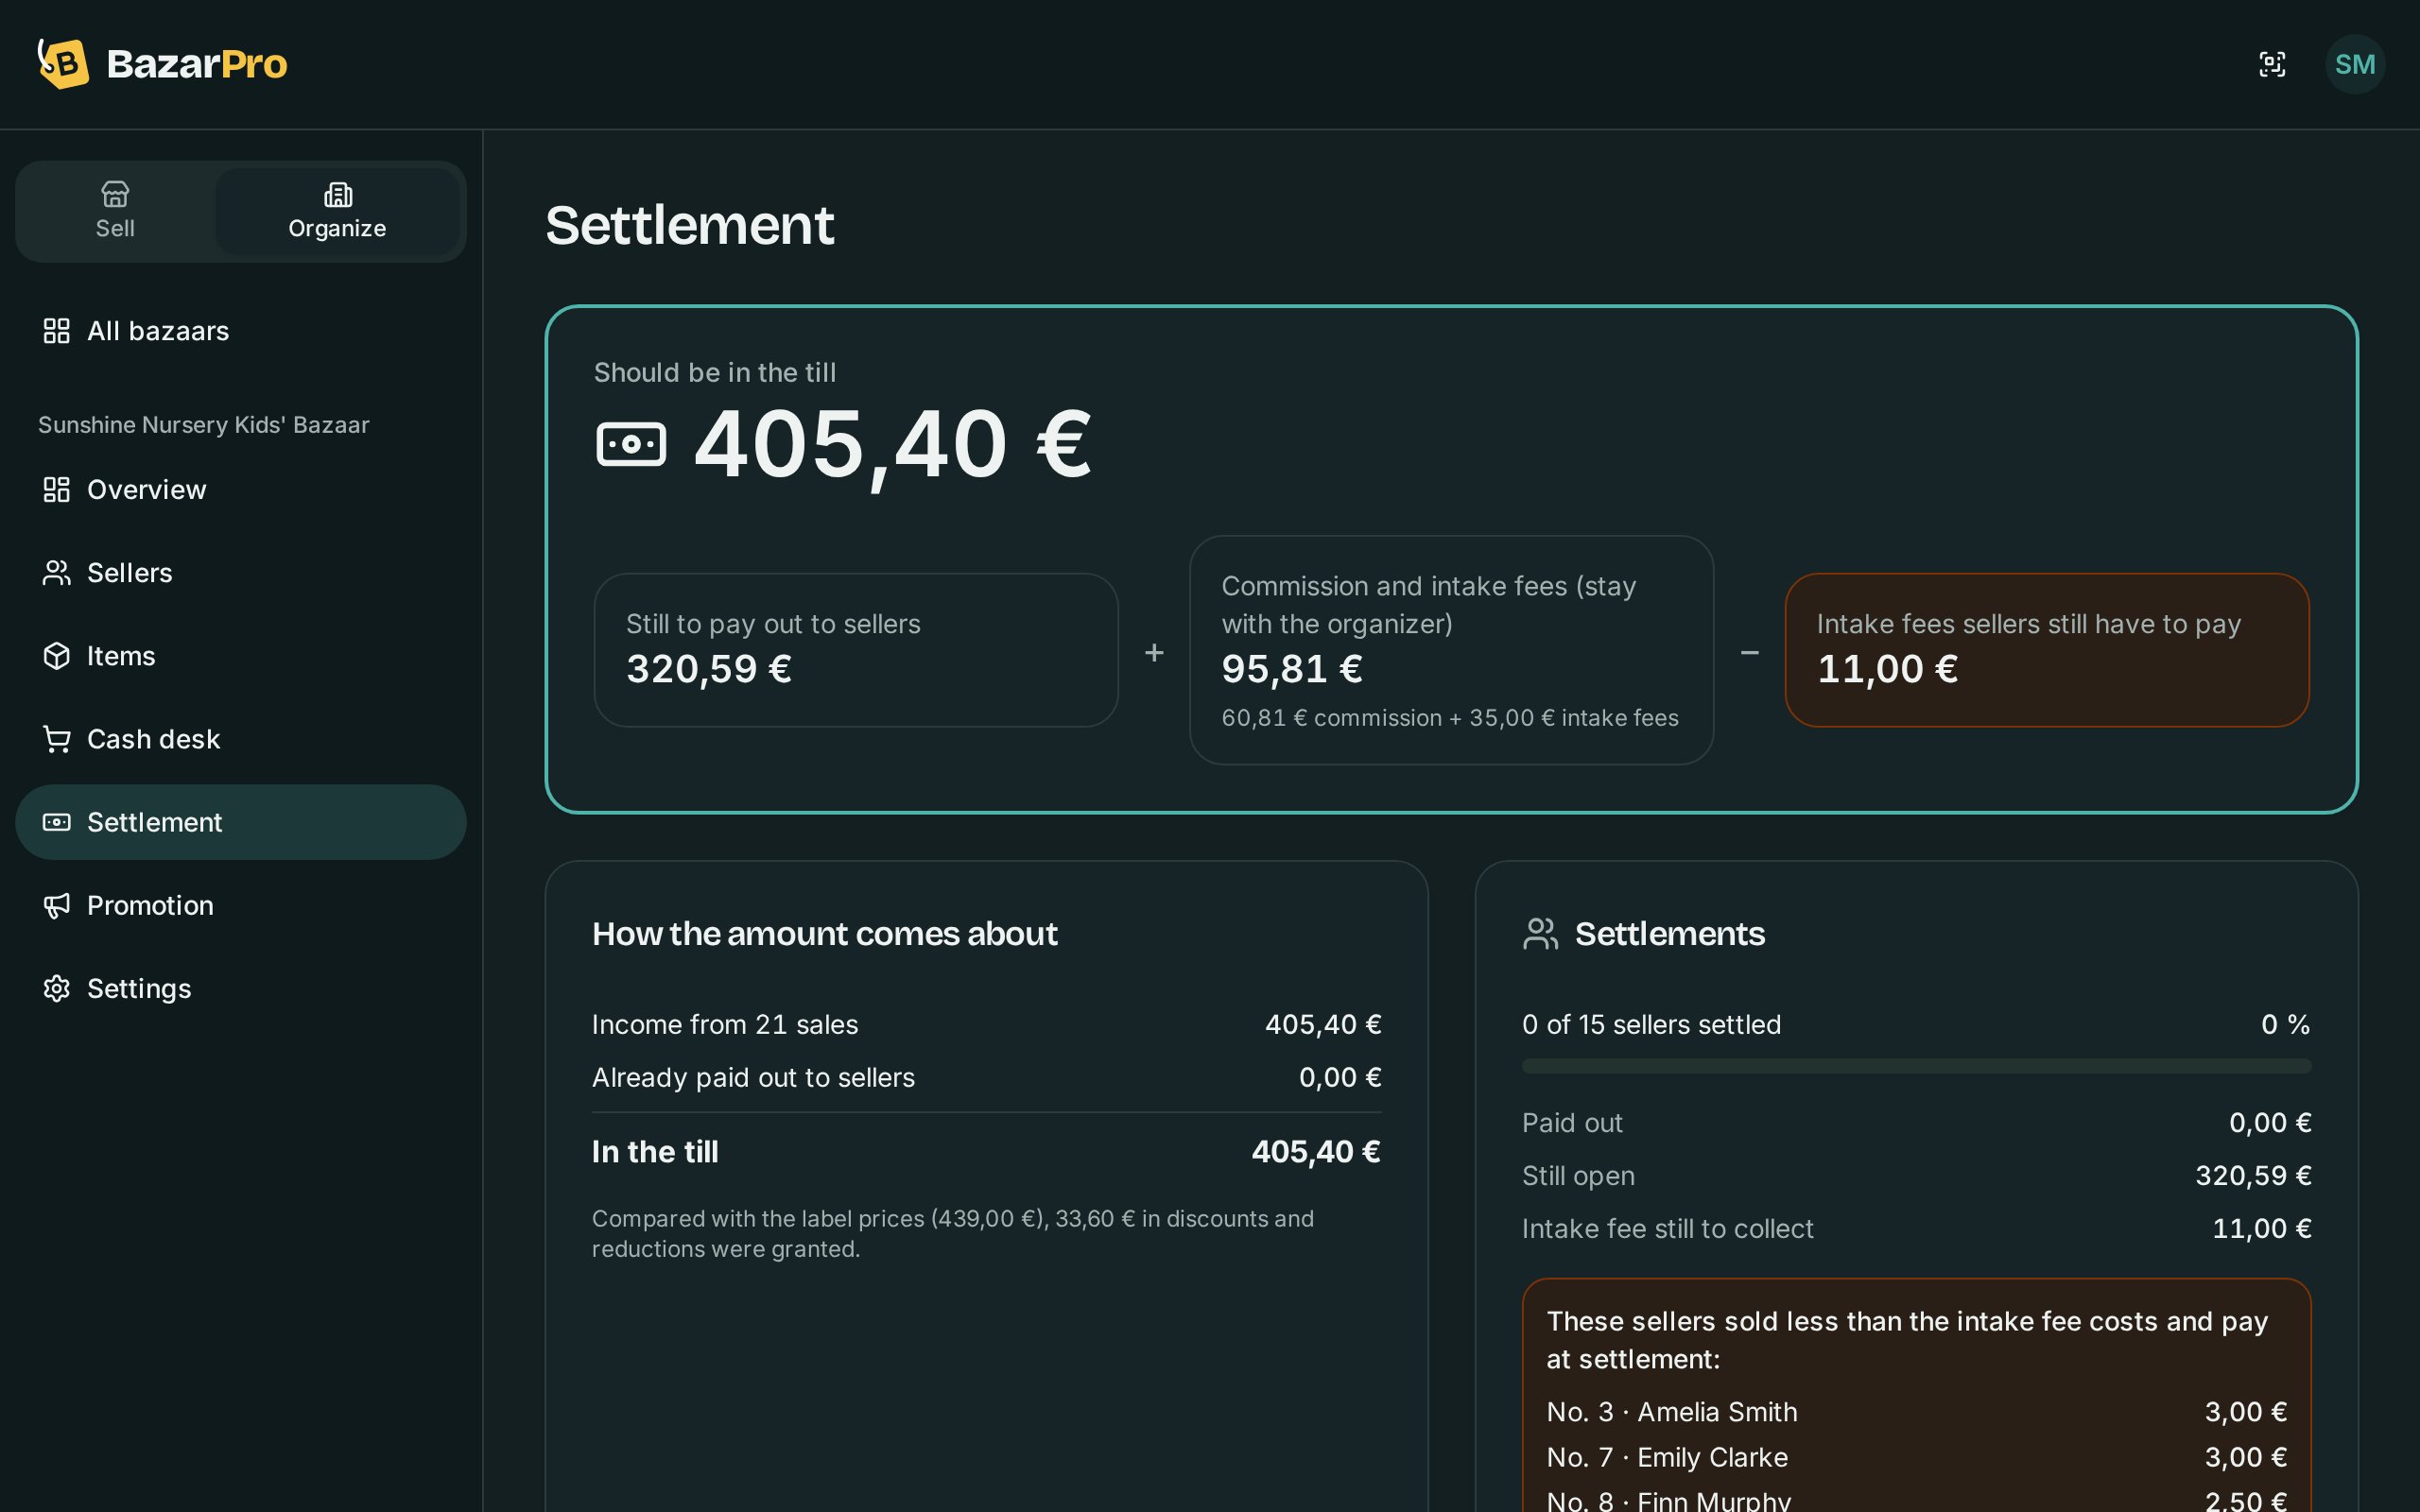 BazarPro
SM
Sell
Organize
All bazaars
Sunshine Nursery Kids' Bazaar
Overview
Sellers
Items
Cash desk
Settlement
Promotion
Settings
Settlement
Should be in the till
405,40 €
Still to pay out to sellers
320,59 €
+
Commission and intake fees (stay
with the organizer)
95,81 €
60,81 € commission + 35,00 € intake fees
−
Intake fees sellers still have to pay
11,00 €
How the amount comes about
Income from 21 sales 405,40 €
Already paid out to sellers 0,00 €
In the till 405,40 €
Compared with the label prices (439,00 €), 33,60 € in discounts and
reductions were granted.
Settlements
0 of 15 sellers settled 0 %
Paid out 0,00 €
Still open 320,59 €
Intake fee still to collect 11,00 €
These sellers sold less than the intake fee costs and pay
at settlement:
No. 3 · Amelia Smith 3,00 €
No. 7 · Emily Clarke 3,00 €
No. 8 · Finn Murphy 2,50 €